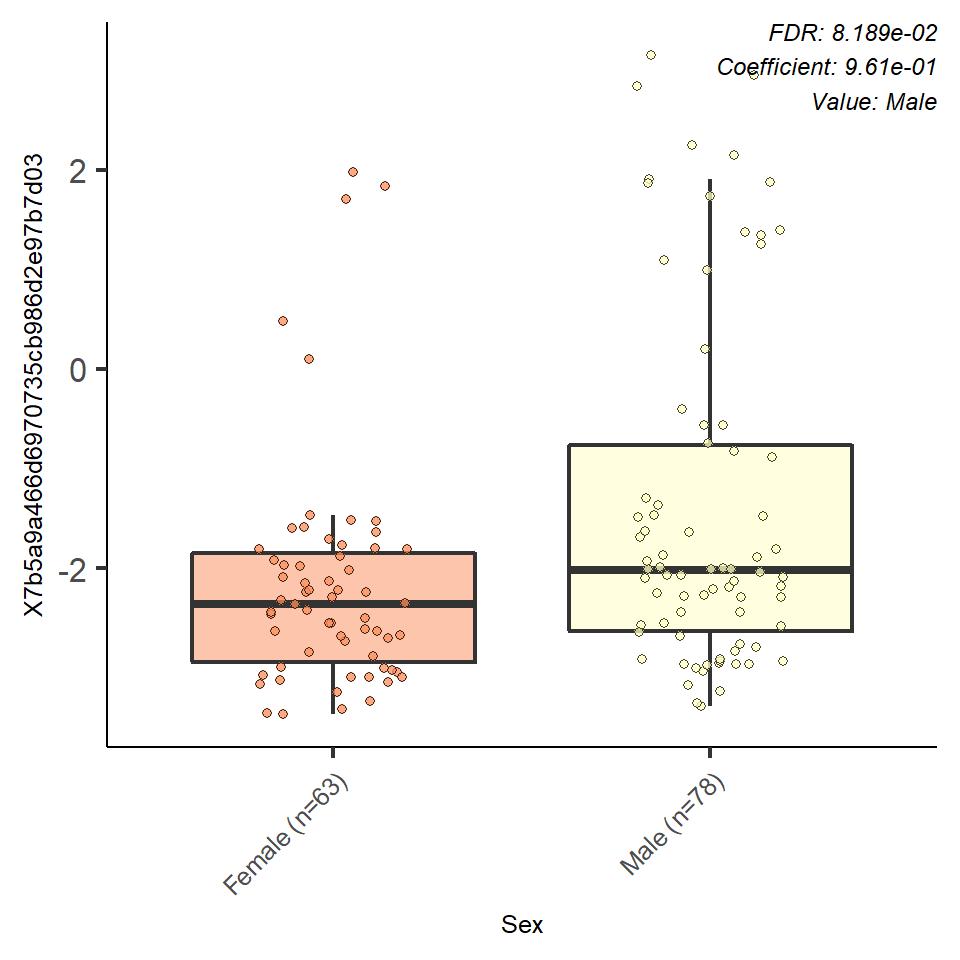 FDR: 8.189e-02
Coefficient: 9.61e-01
Value: Male
X7b5a9a466d6970735cb986d2e97b7d03
2
0
-2
Female (n=63)
Male (n=78)
Sex